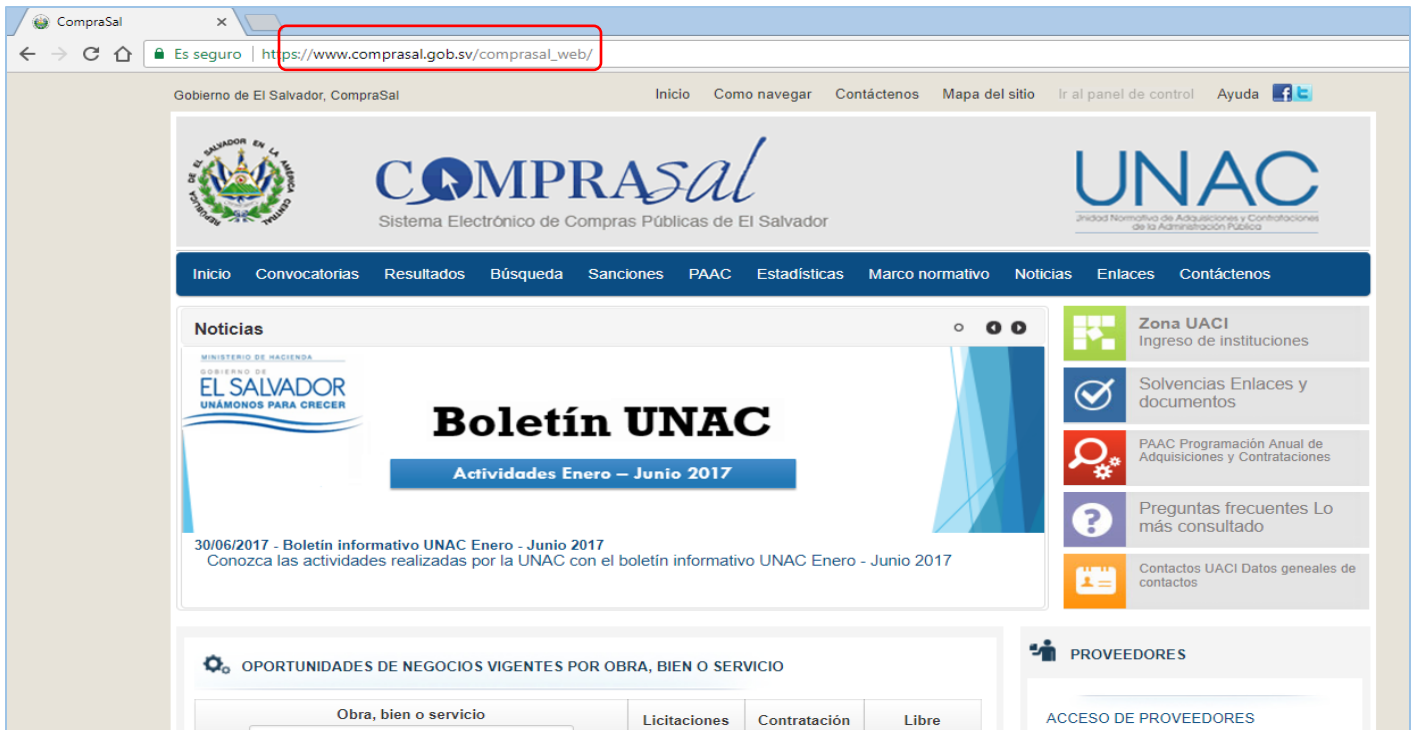 CompraSal
Es seguro | https://www.comprasal.gob.sv/comprasal_web/
Gobierno de El Salvador, CompraSal
Inicio Como navegar Contáctenos Mapa del sitio Ir al panel de control Ayuda
REPÚBLICA DE EL SALVADOR EN LA AMÉRICA CENTRAL
COMPRASal
Sistema Electrónico de Compras Públicas de El Salvador
UNAC
Unidad Normativa de Adquisiciones y Contrataciones
de la Administración Pública
Inicio Convocatorias Resultados Búsqueda Sanciones PAAC Estadísticas Marco normativo Noticias Enlaces Contáctenos
Noticias
MINISTERIO DE HACIENDA
GOBIERNO DE
EL SALVADOR
UNÁMONOS PARA CRECER
Boletín UNAC
Actividades Enero – Junio 2017
30/06/2017 - Boletín informativo UNAC Enero - Junio 2017
Conozca las actividades realizadas por la UNAC con el boletín informativo UNAC Enero - Junio 2017
Zona UACI
Ingreso de instituciones
Solvencias Enlaces y
documentos
PAAC Programación Anual de
Adquisiciones y Contrataciones
Preguntas frecuentes Lo
más consultado
Contactos UACI Datos geneales de
contactos
OPORTUNIDADES DE NEGOCIOS VIGENTES POR OBRA, BIEN O SERVICIO
Obra, bien o servicio
Licitaciones Contratación Libre
PROVEEDORES
ACCESO DE PROVEEDORES